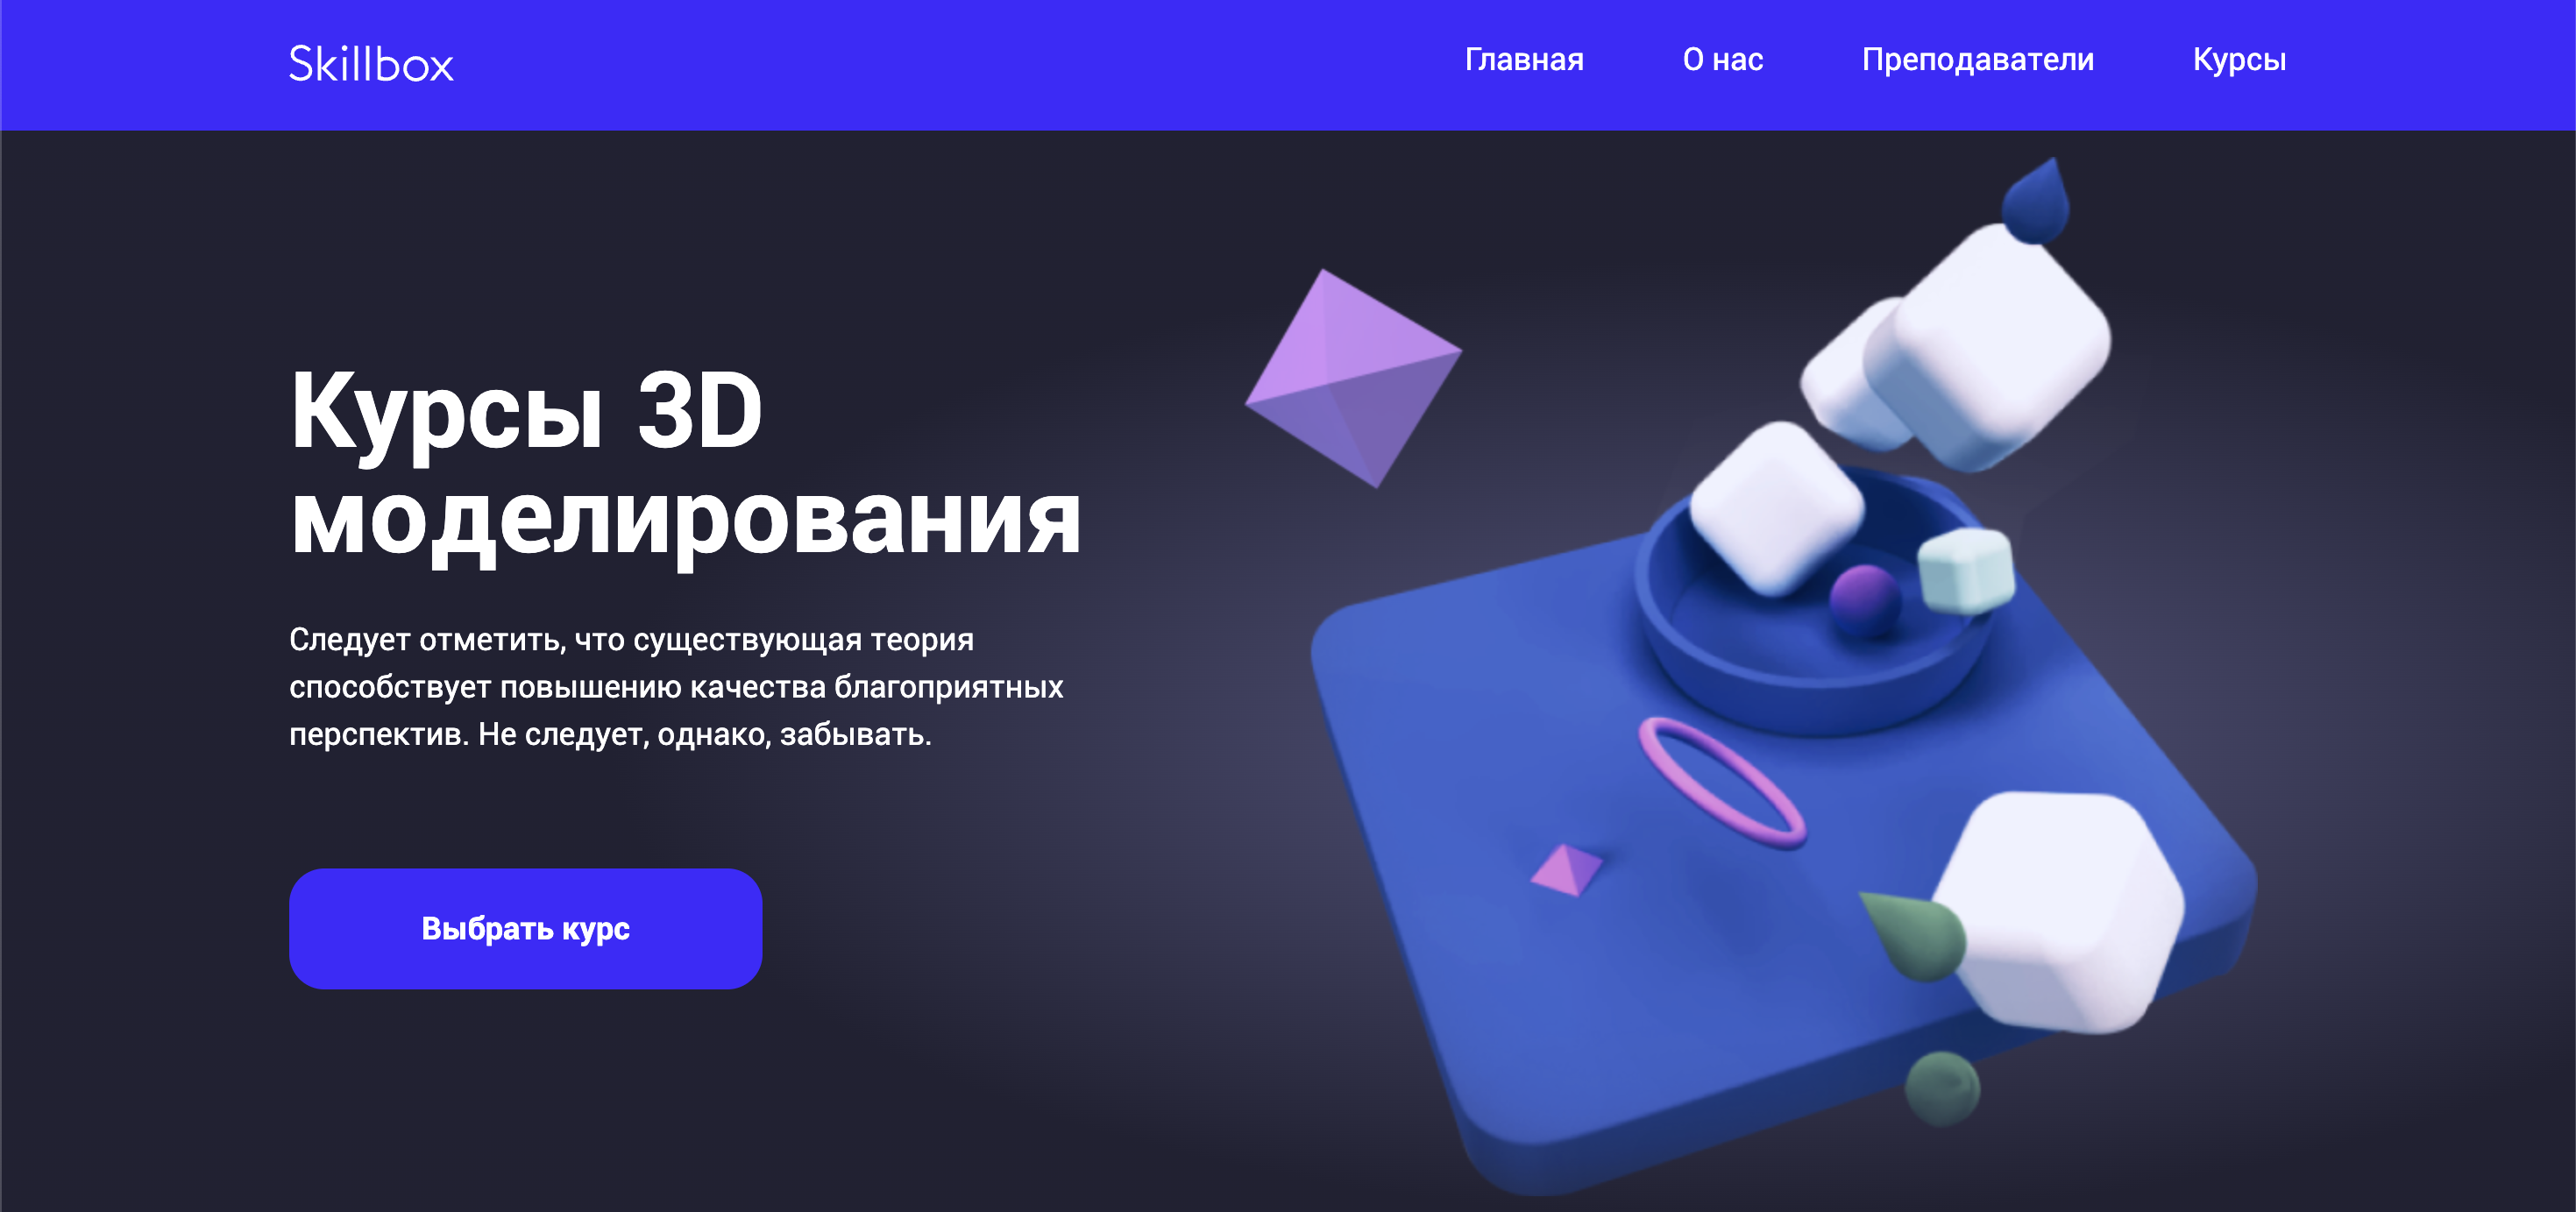 Skillbox
Главная
О нас
Преподаватели
Курсы
Курсы 3D
моделирования
Следует отметить, что существующая теория
способствует повышению качества благоприятных
перспектив. Не следует, однако, забывать.
Выбрать курс